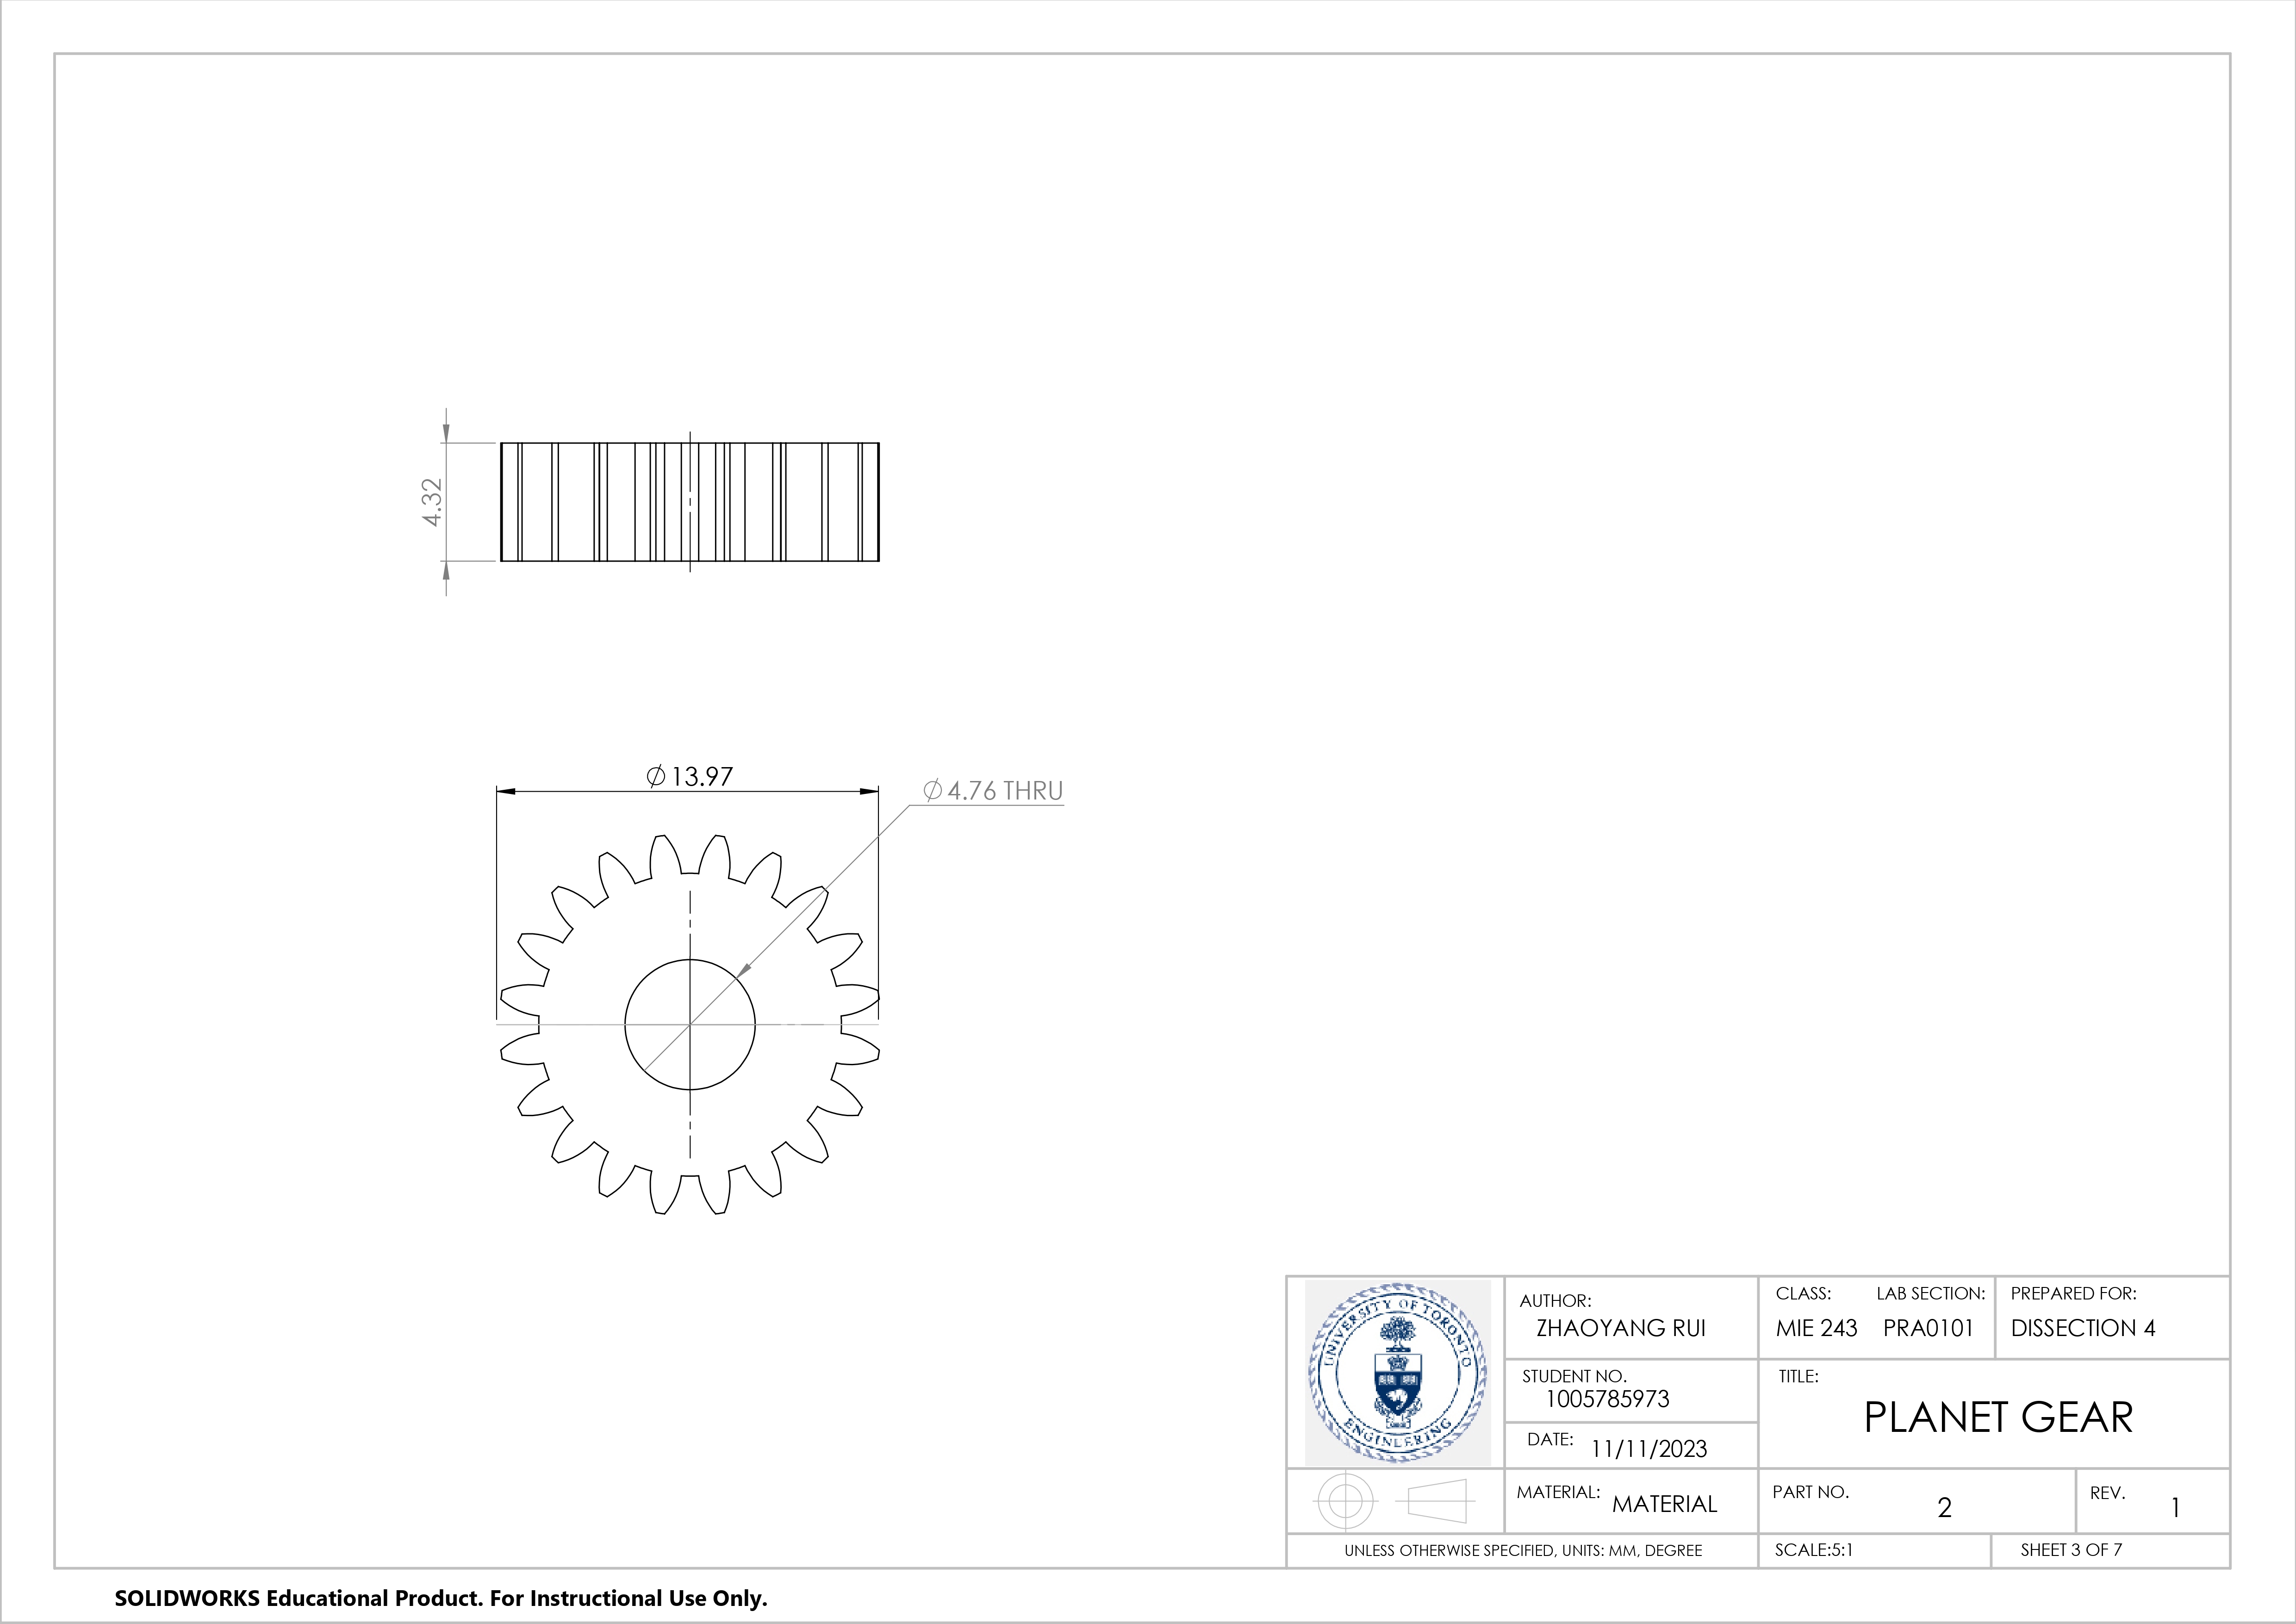 4.32
∅ 13.97
∅ 4.76 THRU
UNIVERSITY OF TORONTO
ENGINEERING
AUTHOR:
ZHAOYANG RUI
CLASS:
MIE 243
LAB SECTION:
PRA0101
PREPARED FOR:
DISSECTION 4
STUDENT NO.
1005785973
TITLE:
PLANET GEAR
DATE: 11/11/2023
MATERIAL: MATERIAL
PART NO. 2
REV. 1
UNLESS OTHERWISE SPECIFIED, UNITS: MM, DEGREE
SCALE:5:1
SHEET 3 OF 7
SOLIDWORKS Educational Product. For Instructional Use Only.